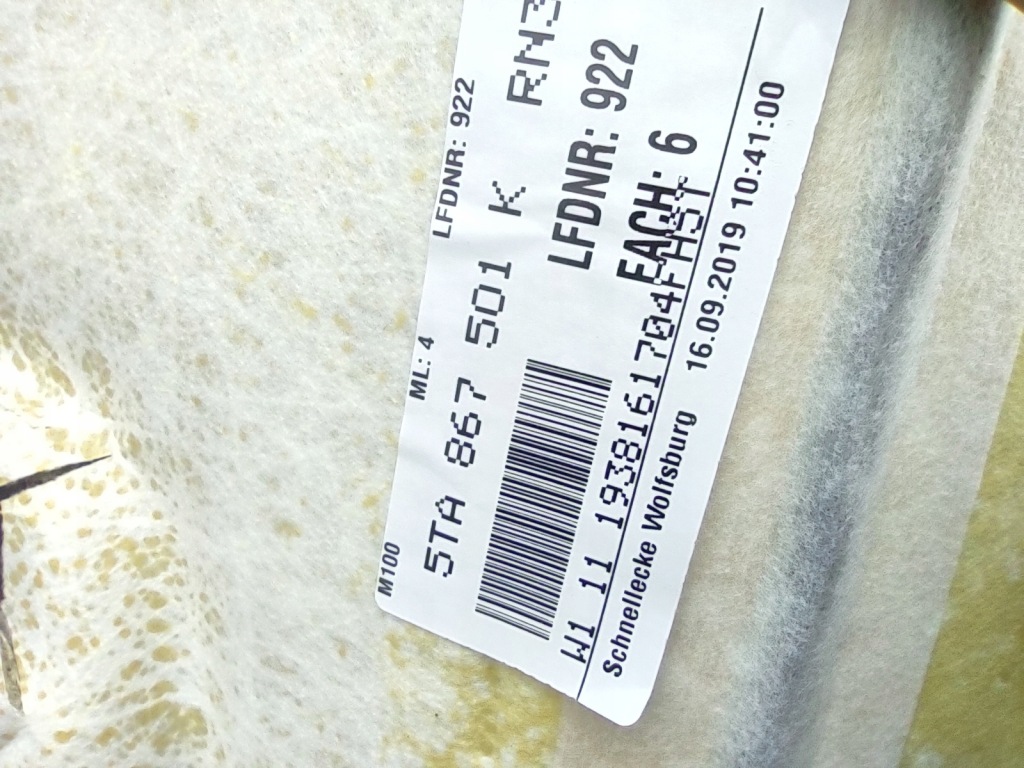 M100 ML: 4 LFDNR: 922
5TA 867 501 K RN3
LFDNR: 922
FACH: 6
W1 11 1938161704
Schnellecke Wolfsburg 16.09.2019 10:41:00